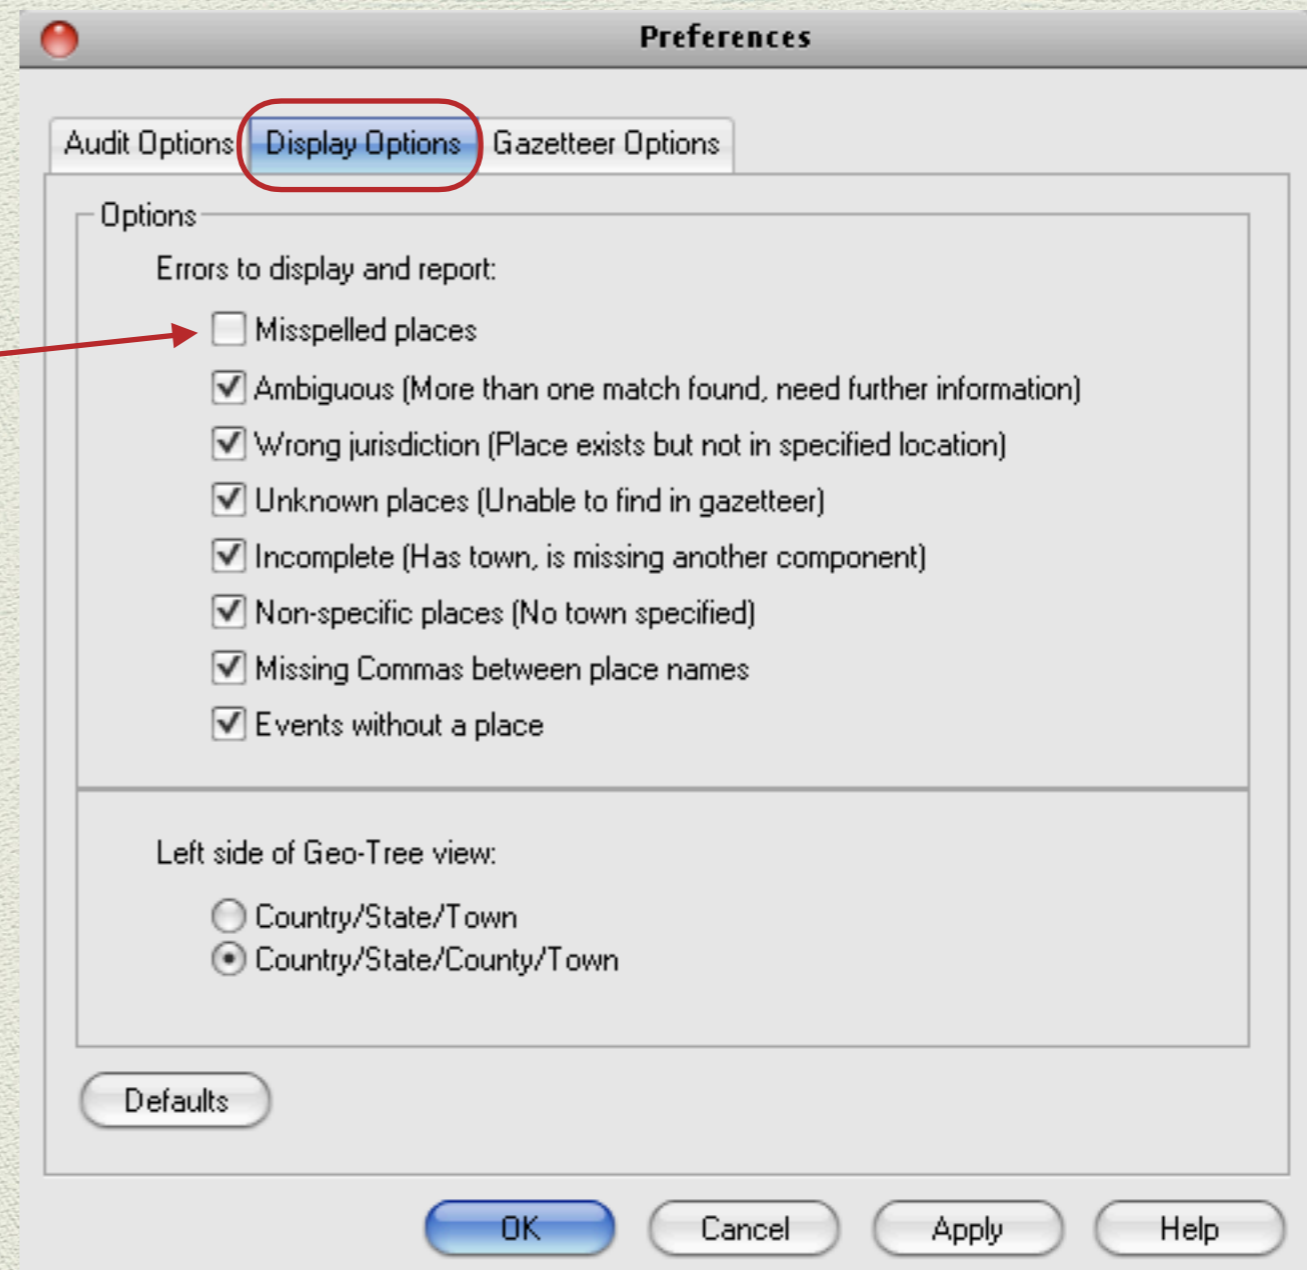 Preferences
Audit Options Display Options Gazetteer Options
Options
Errors to display and report:
Misspelled places
Ambiguous (More than one match found, need further information)
Wrong jurisdiction (Place exists but not in specified location)
Unknown places (Unable to find in gazetteer)
Incomplete (Has town, is missing another component)
Non-specific places (No town specified)
Missing Commas between place names
Events without a place
Left side of Geo-Tree view:
Country/State/Town
Country/State/County/Town
Defaults
OK Cancel Apply Help